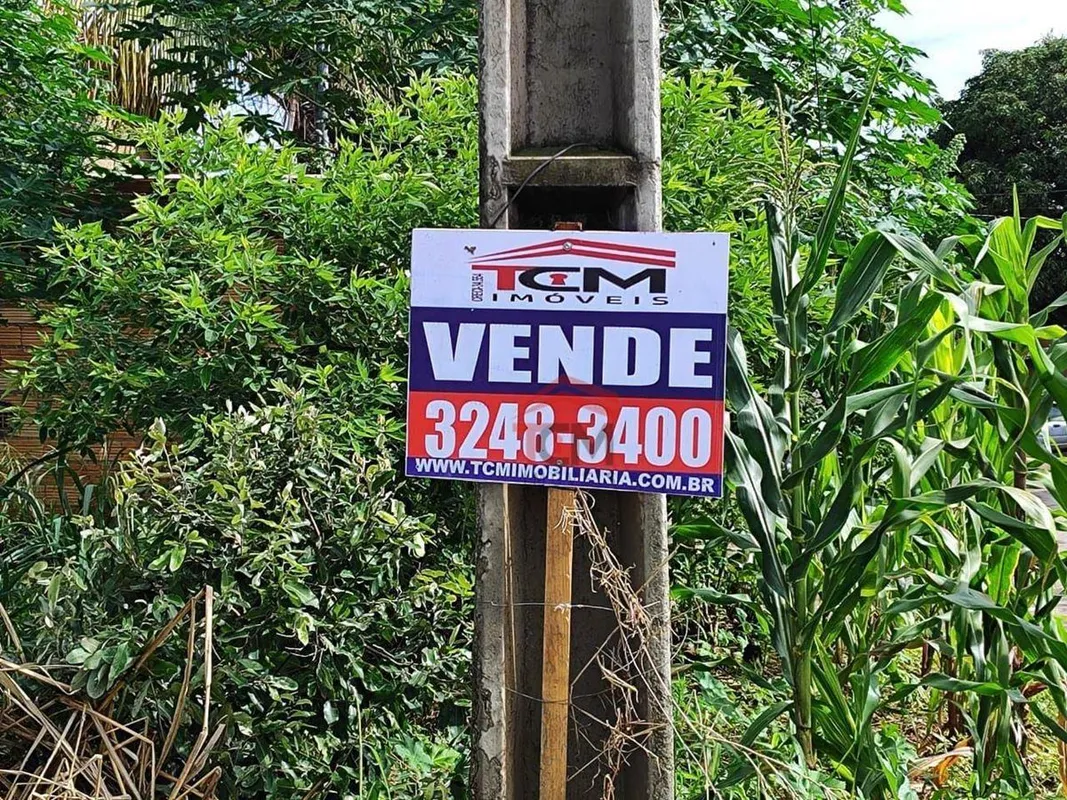 TCM
IMÓVEIS
VENDE
3248-3400
WWW.TCMIMOBILIARIA.COM.BR